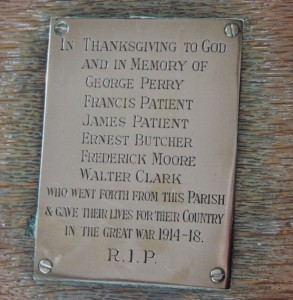 In Thanksgiving to God
and in Memory of
George Perry
Francis Patient
James Patient
Ernest Butcher
Frederick Moore
Walter Clark
who went forth from this Parish
& gave their lives for their Country
in the great war 1914-18.
R.I.P.